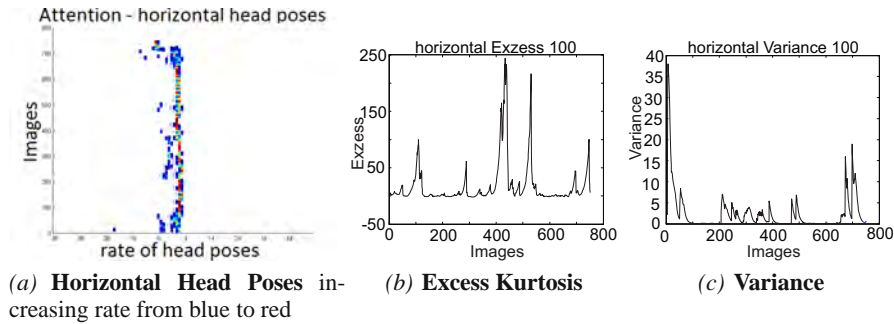 Attention - horizontal head poses
Images
rate of head poses
horizontal Exzess 100
Exzess
250
150
50
-50
0 200 400 600 800
Images
horizontal Variance 100
Variance
40
35
30
25
20
15
10
5
0
0 200 400 600 800
Images
(a) Horizontal Head Poses in-
creasing rate from blue to red
(b) Excess Kurtosis
(c) Variance